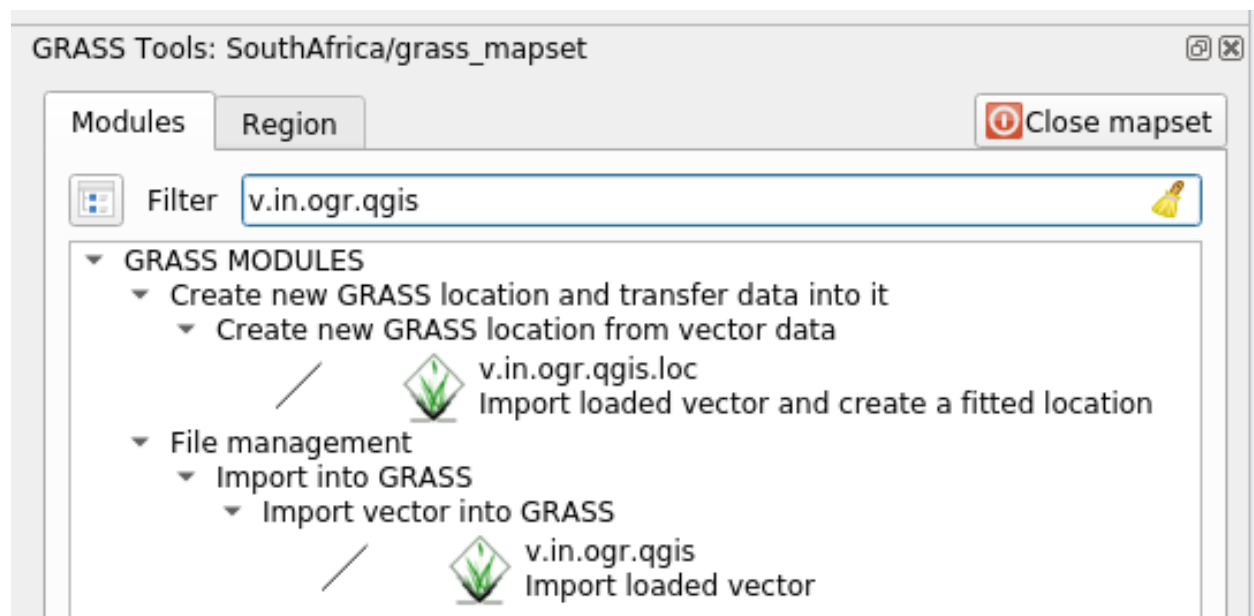 GRASS Tools: SouthAfrica/grass_mapset
Modules
Region
Close mapset
Filter
v.in.ogr.qgis
GRASS MODULES
Create new GRASS location and transfer data into it
Create new GRASS location from vector data
v.in.ogr.qgis.loc
Import loaded vector and create a fitted location
File management
Import into GRASS
Import vector into GRASS
v.in.ogr.qgis
Import loaded vector